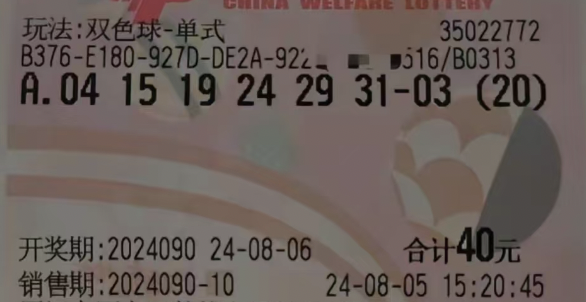 CHINA WELFARE LOTTERY
玩法:双色球-单式 35022772
B376-E180-927D-DE2A-922 516/B0313
A.04 15 19 24 29 31-03 (20)
开奖期:2024090 24-08-06 合计40元
销售期:2024090-10 24-08-05 15:20:45